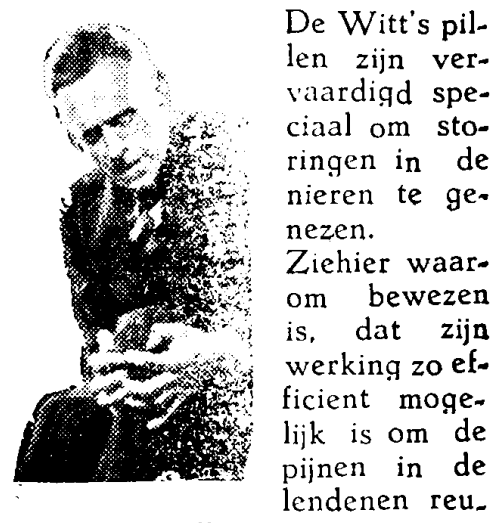 De Witt's pil-
len zijn ver-
vaardigd spe-
ciaal om sto-
ringen in de
nieren te ge-
nezen.
Ziehier waar-
om bewezen
is, dat zijn
werking zo ef-
ficient moge-
lijk is om de
pijnen in de
lendenen reu-